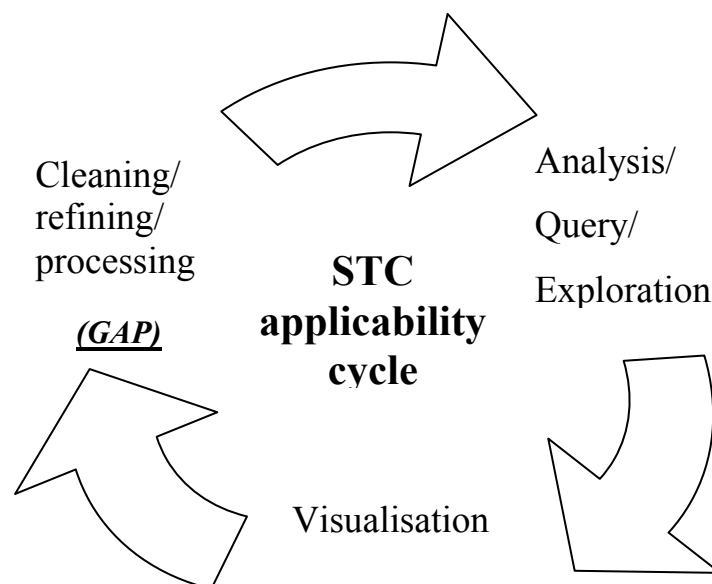 Cleaning/
refining/
processing
(GAP)
Analysis/
Query/
Exploration
STC
applicability
cycle
Visualisation